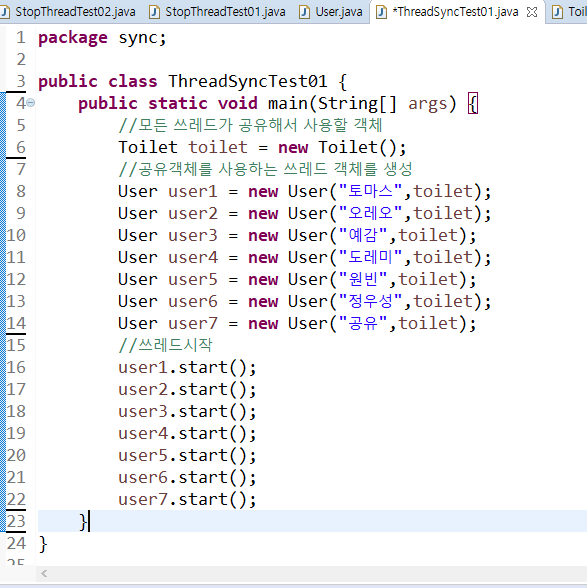 StopThreadTest02.java StopThreadTest01.java User.java *ThreadSyncTest01.java
1 package sync;
2
3 public class ThreadSyncTest01 {
4 public static void main(String[] args) {
5 //모든 쓰레드가 공유해서 사용할 객체
6 Toilet toilet = new Toilet();
7 //공유객체를 사용하는 쓰레드 객체를 생성
8 User user1 = new User("토마스",toilet);
9 User user2 = new User("오레오",toilet);
10 User user3 = new User("예감",toilet);
11 User user4 = new User("도레미",toilet);
12 User user5 = new User("원빈",toilet);
13 User user6 = new User("정우성",toilet);
14 User user7 = new User("공유",toilet);
15 //쓰레드시작
16 user1.start();
17 user2.start();
18 user3.start();
19 user4.start();
20 user5.start();
21 user6.start();
22 user7.start();
23 }
24 }